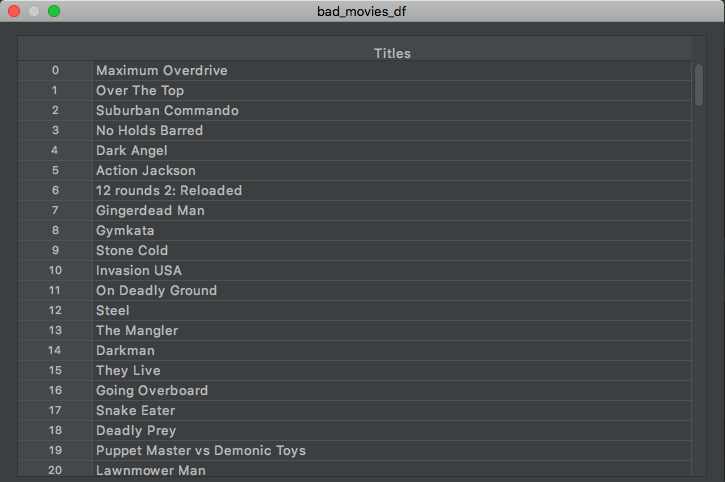 bad_movies_df
Titles
0 Maximum Overdrive
1 Over The Top
2 Suburban Commando
3 No Holds Barred
4 Dark Angel
5 Action Jackson
6 12 rounds 2: Reloaded
7 Gingerdead Man
8 Gymkata
9 Stone Cold
10 Invasion USA
11 On Deadly Ground
12 Steel
13 The Mangler
14 Darkman
15 They Live
16 Going Overboard
17 Snake Eater
18 Deadly Prey
19 Puppet Master vs Demonic Toys
20 Lawnmower Man